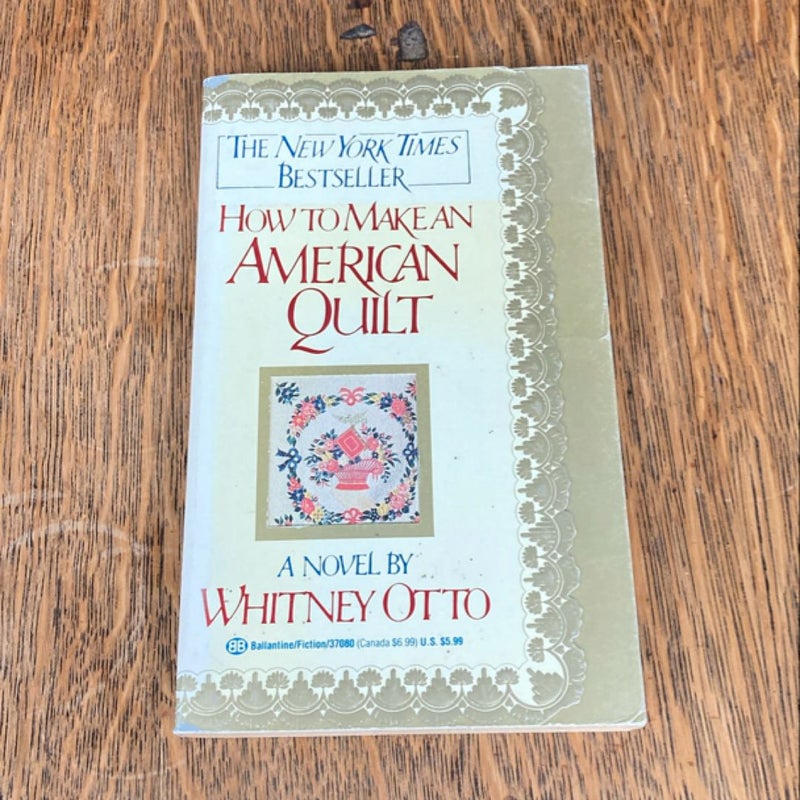 THE NEW YORK TIMES
BESTSELLER
HOW TO MAKE AN
AMERICAN
QUILT
A NOVEL BY
WHITNEY OTTO
BB Ballantine/Fiction/37080 (Canada $6.99) U.S. $5.99